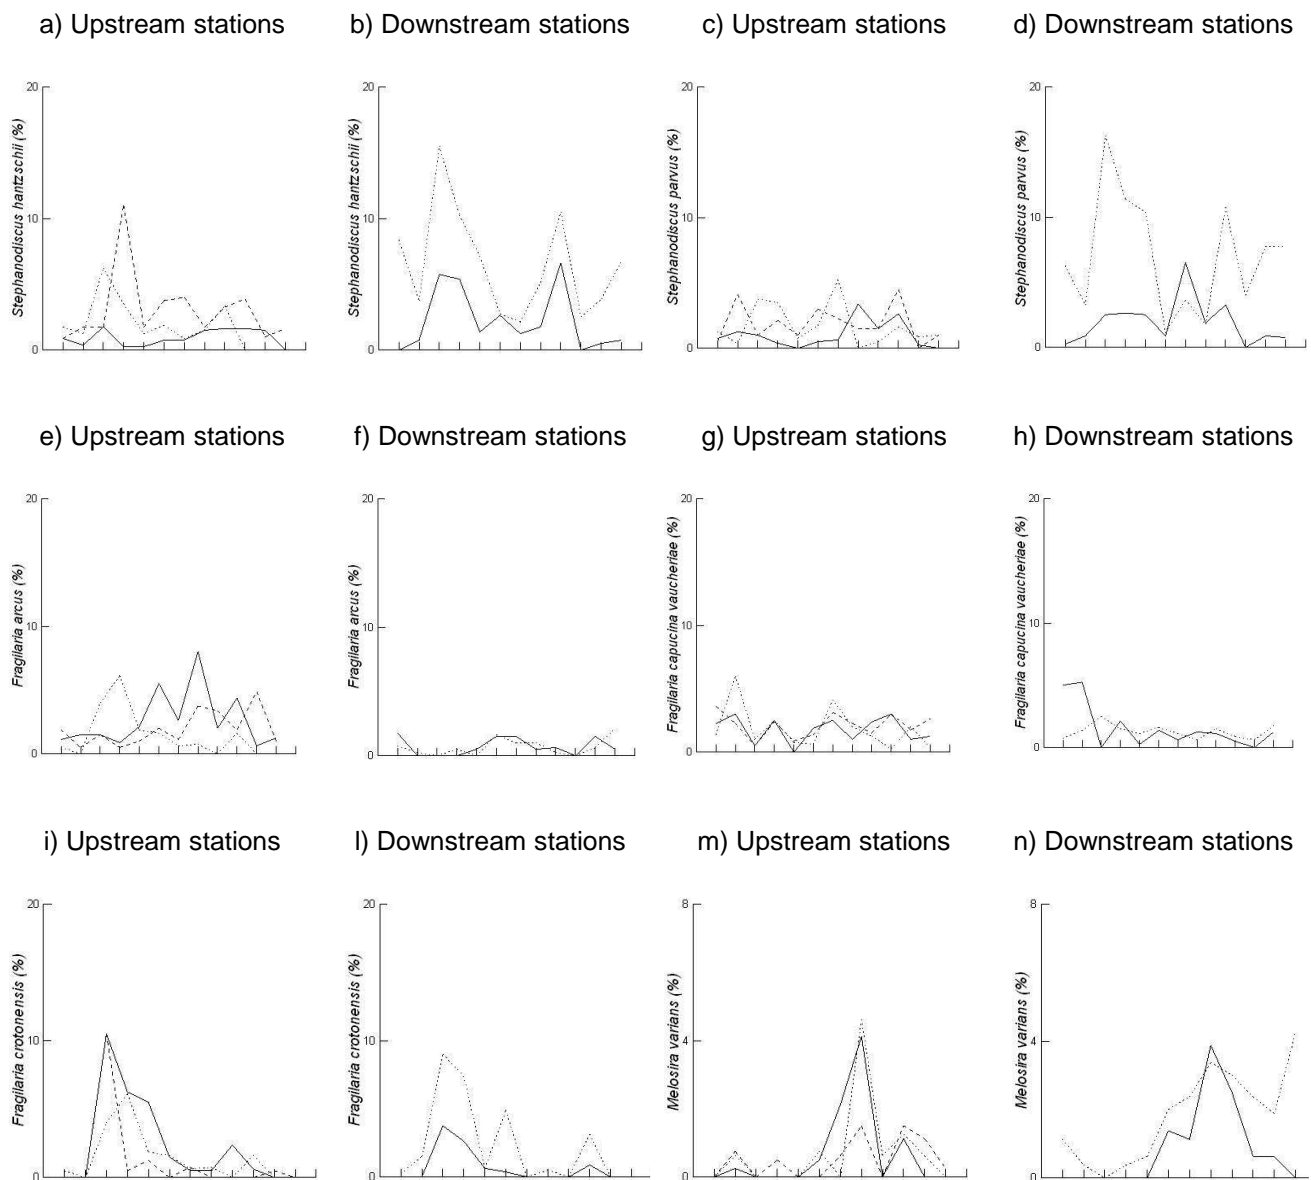 a) Upstream stations
b) Downstream stations
c) Upstream stations
d) Downstream stations
20
10
0
Stephanodiscus hantzschii (%)
20
10
0
Stephanodiscus hantzschii (%)
20
10
0
Stephanodiscus parvus (%)
20
10
0
Stephanodiscus parvus (%)
e) Upstream stations
f) Downstream stations
g) Upstream stations
h) Downstream stations
20
10
0
Fragilaria arcus (%)
20
10
0
Fragilaria arcus (%)
20
10
0
Fragilaria capucina vaucheriae (%)
20
10
0
Fragilaria capucina vaucheriae (%)
i) Upstream stations
l) Downstream stations
m) Upstream stations
n) Downstream stations
20
10
0
Fragilaria crotonensis (%)
20
10
0
Fragilaria crotonensis (%)
8
4
0
Melosira varians (%)
8
4
0
Melosira varians (%)